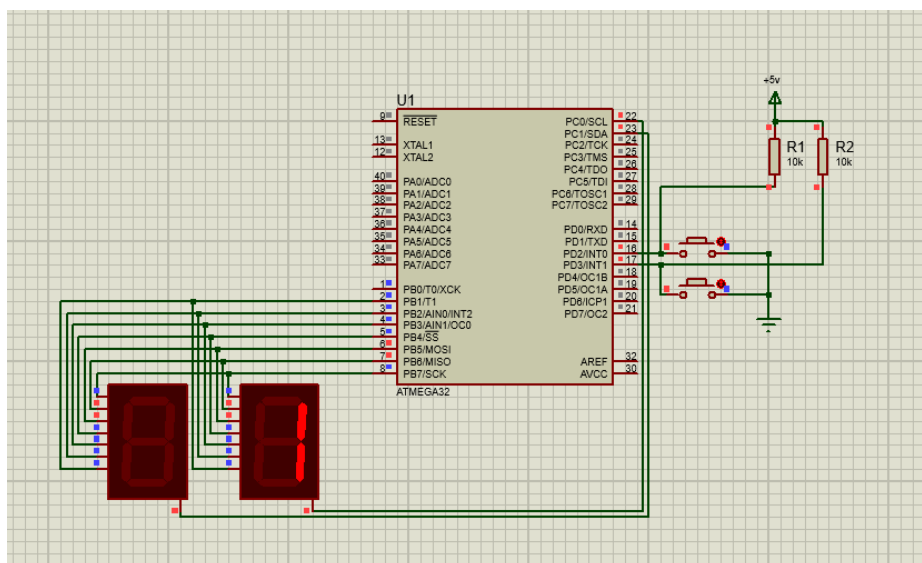 +5v
U1
9 RESET
13 XTAL1
12 XTAL2
40 PA0/ADC0
39 PA1/ADC1
38 PA2/ADC2
37 PA3/ADC3
36 PA4/ADC4
35 PA5/ADC5
34 PA6/ADC6
33 PA7/ADC7
1 PB0/T0/XCK
2 PB1/T1
3 PB2/AIN0/INT2
4 PB3/AIN1/OC0
5 PB4/SS
6 PB5/MOSI
7 PB6/MISO
8 PB7/SCK
PC0/SCL 22
PC1/SDA 23
PC2/TCK 24
PC3/TMS 25
PC4/TDO 26
PC5/TDI 27
PC6/TOSC1 28
PC7/TOSC2 29
PD0/RXD 14
PD1/TXD 15
PD2/INT0 16
PD3/INT1 17
PD4/OC1B 18
PD5/OC1A 19
PD6/ICP1 20
PD7/OC2 21
AREF 32
AVCC 30
ATMEGA32
R1
10k
R2
10k
1